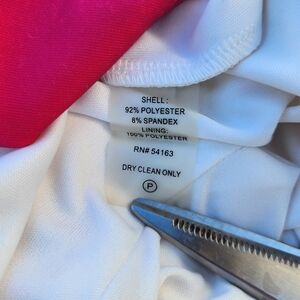 SHELL:
92% POLYESTER
8% SPANDEX
LINING:
100% POLYESTER
RN# 54163
DRY CLEAN ONLY
P